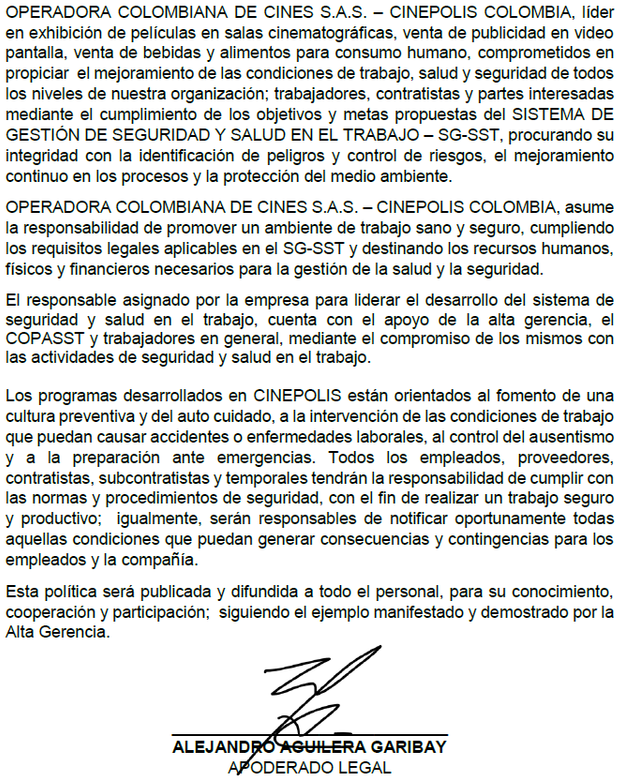 OPERADORA COLOMBIANA DE CINES S.A.S. – CINEPOLIS COLOMBIA, líder
en exhibición de películas en salas cinematográficas, venta de publicidad en video
pantalla, venta de bebidas y alimentos para consumo humano, comprometidos en
propiciar el mejoramiento de las condiciones de trabajo, salud y seguridad de todos
los niveles de nuestra organización; trabajadores, contratistas y partes interesadas
mediante el cumplimiento de los objetivos y metas propuestas del SISTEMA DE
GESTIÓN DE SEGURIDAD Y SALUD EN EL TRABAJO – SG-SST, procurando su
integridad con la identificación de peligros y control de riesgos, el mejoramiento
continuo en los procesos y la protección del medio ambiente.
OPERADORA COLOMBIANA DE CINES S.A.S. – CINEPOLIS COLOMBIA, asume
la responsabilidad de promover un ambiente de trabajo sano y seguro, cumpliendo
los requisitos legales aplicables en el SG-SST y destinando los recursos humanos,
físicos y financieros necesarios para la gestión de la salud y la seguridad.
El responsable asignado por la empresa para liderar el desarrollo del sistema de
seguridad y salud en el trabajo, cuenta con el apoyo de la alta gerencia, el
COPASST y trabajadores en general, mediante el compromiso de los mismos con
las actividades de seguridad y salud en el trabajo.
Los programas desarrollados en CINEPOLIS están orientados al fomento de una
cultura preventiva y del auto cuidado, a la intervención de las condiciones de trabajo
que puedan causar accidentes o enfermedades laborales, al control del ausentismo
y a la preparación ante emergencias. Todos los empleados, proveedores,
contratistas, subcontratistas y temporales tendrán la responsabilidad de cumplir con
las normas y procedimientos de seguridad, con el fin de realizar un trabajo seguro
y productivo; igualmente, serán responsables de notificar oportunamente todas
aquellas condiciones que puedan generar consecuencias y contingencias para los
empleados y la compañía.
Esta política será publicada y difundida a todo el personal, para su conocimiento,
cooperación y participación; siguiendo el ejemplo manifestado y demostrado por la
Alta Gerencia.
ALEJANDRO AGUILERA GARIBAY
APODERADO LEGAL